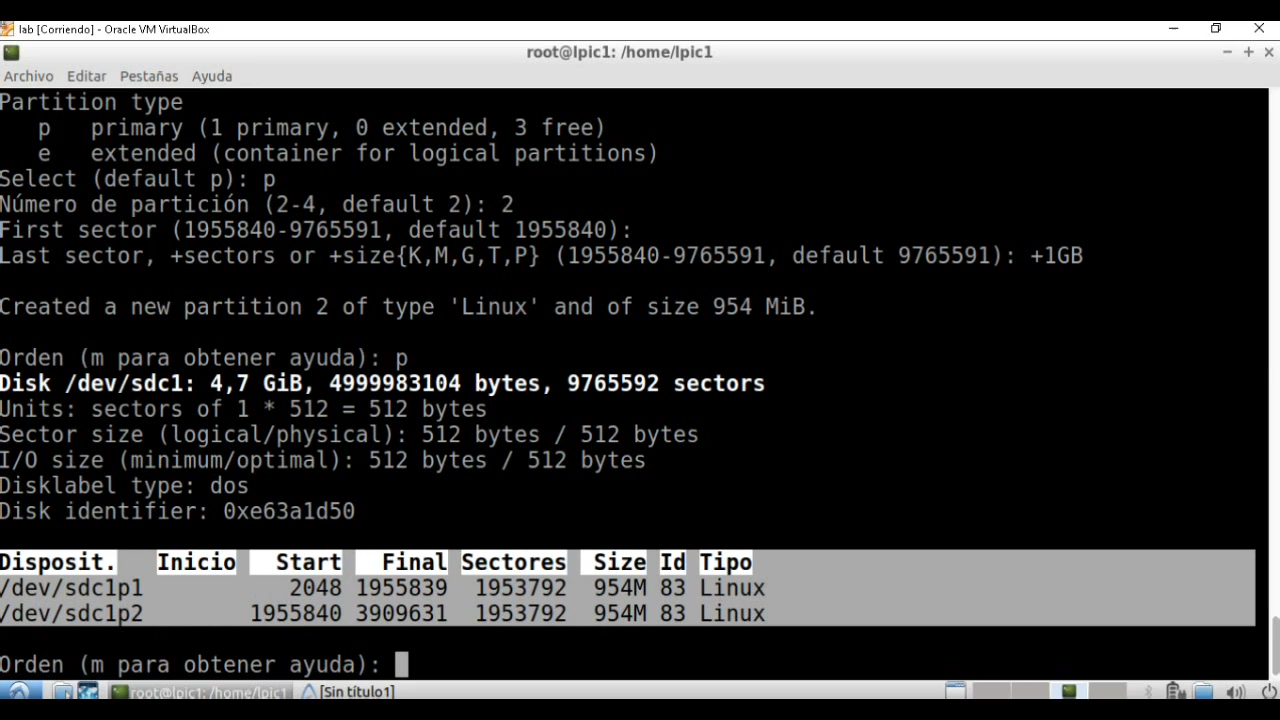 lab [Corriendo] - Oracle VM VirtualBox
root@lpic1: /home/lpic1
Archivo Editar Pestañas Ayuda
Partition type
p primary (1 primary, 0 extended, 3 free)
e extended (container for logical partitions)
Select (default p): p
Número de partición (2-4, default 2): 2
First sector (1955840-9765591, default 1955840):
Last sector, +sectors or +size{K,M,G,T,P} (1955840-9765591, default 9765591): +1GB
Created a new partition 2 of type 'Linux' and of size 954 MiB.
Orden (m para obtener ayuda): p
Disk /dev/sdc1: 4,7 GiB, 4999983104 bytes, 9765592 sectors
Units: sectors of 1 * 512 = 512 bytes
Sector size (logical/physical): 512 bytes / 512 bytes
I/O size (minimum/optimal): 512 bytes / 512 bytes
Disklabel type: dos
Disk identifier: 0xe63a1d50
Disposit. Inicio Start Final Sectores Size Id Tipo
/dev/sdc1p1 2048 1955839 1953792 954M 83 Linux
/dev/sdc1p2 1955840 3909631 1953792 954M 83 Linux
Orden (m para obtener ayuda):
root@lpic1: /home/lpic1 [Sin título1]